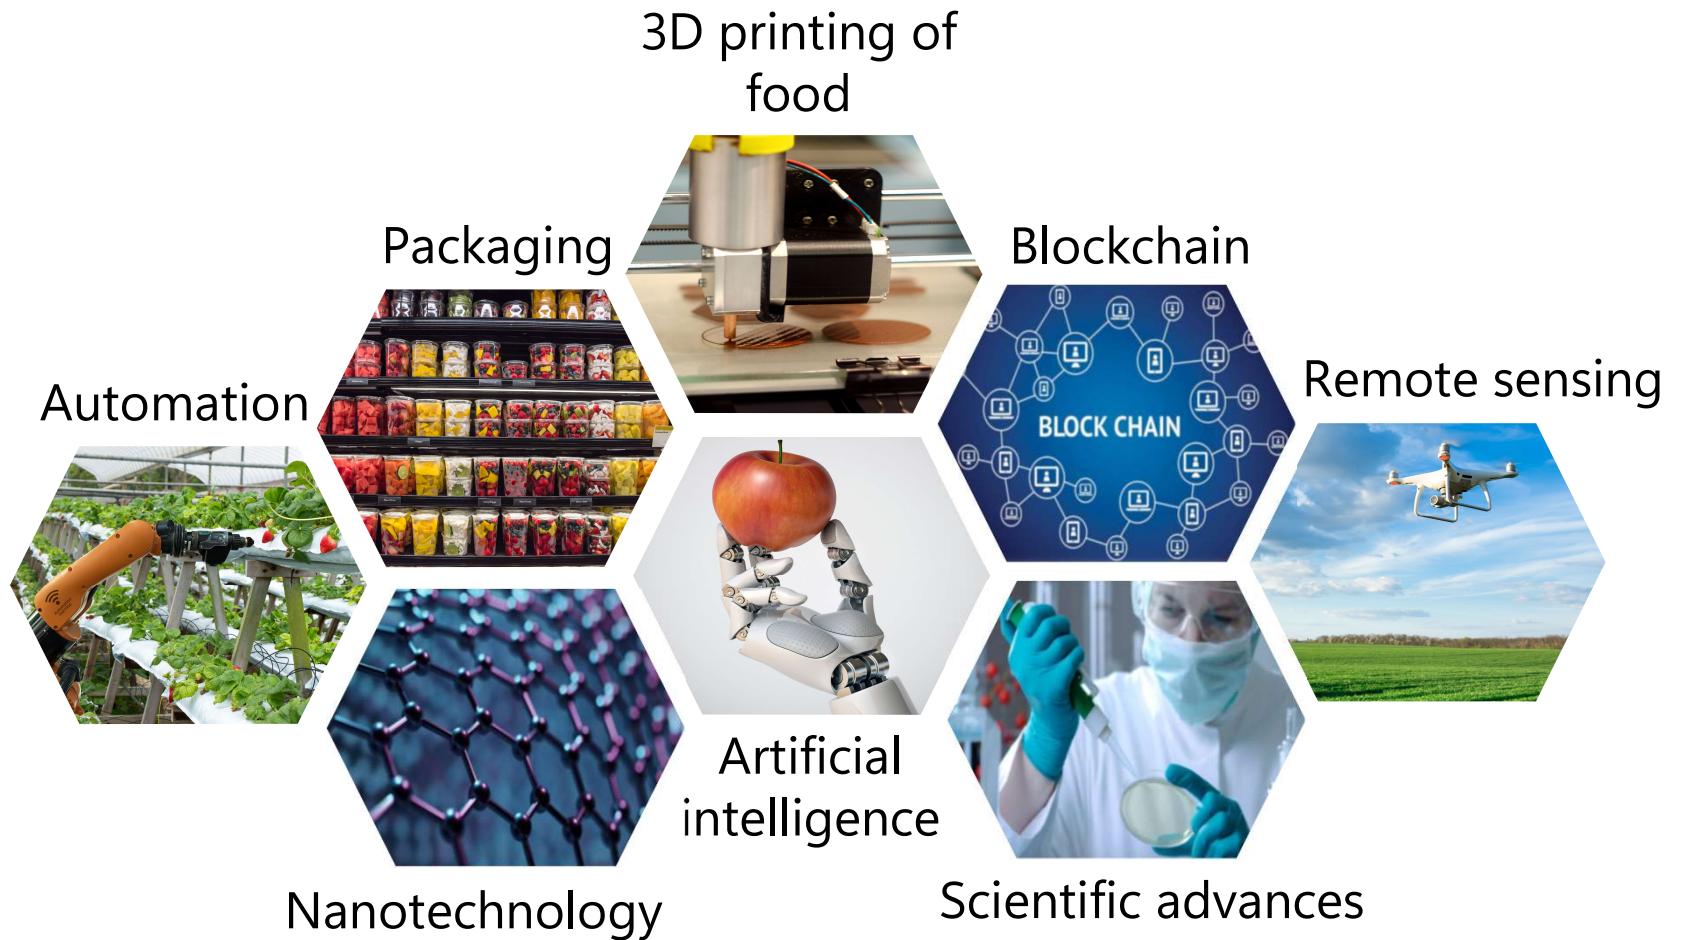 3D printing of
food
Packaging
Blockchain
Automation
Remote sensing
BLOCK CHAIN
Artificial
intelligence
Nanotechnology
Scientific advances